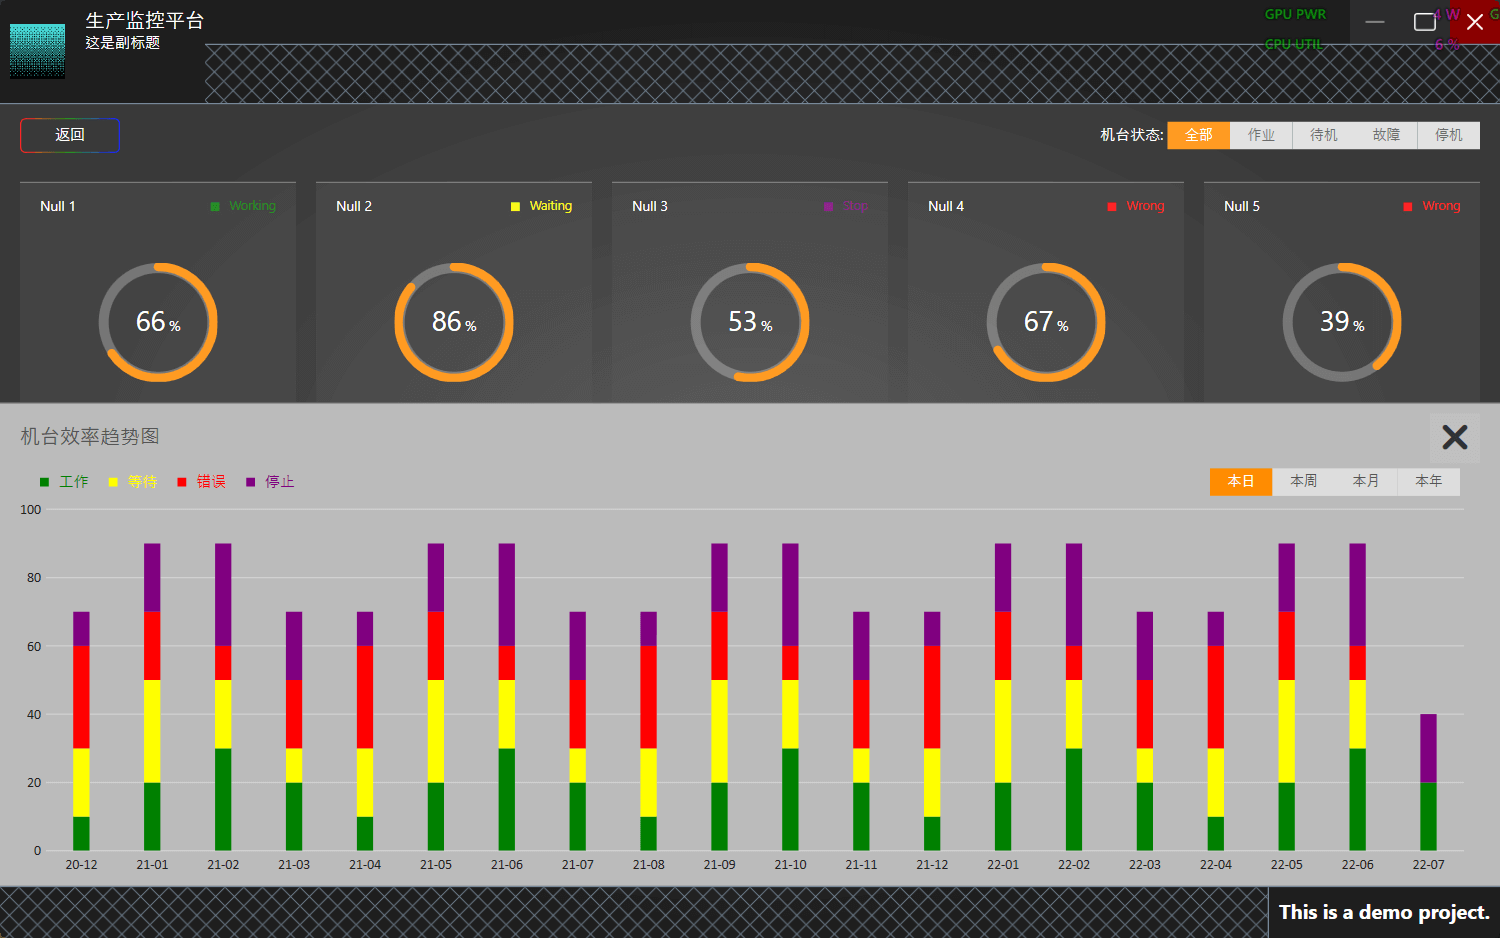 生产监控平台
这是副标题
GPU PWR 4 W G
GPU UTIL 6 %
返回
机台状态: 全部 作业 待机 故障 停机
Null 1 Working
Null 2 Waiting
Null 3 Stop
Null 4 Wrong
Null 5 Wrong
66 %
86 %
53 %
67 %
39 %
机台效率趋势图
工作 等待 错误 停止
本日 本周 本月 本年
100
80
60
40
20
0
20-12 21-01 21-02 21-03 21-04 21-05 21-06 21-07 21-08 21-09 21-10 21-11 21-12 22-01 22-02 22-03 22-04 22-05 22-06 22-07
This is a demo project.